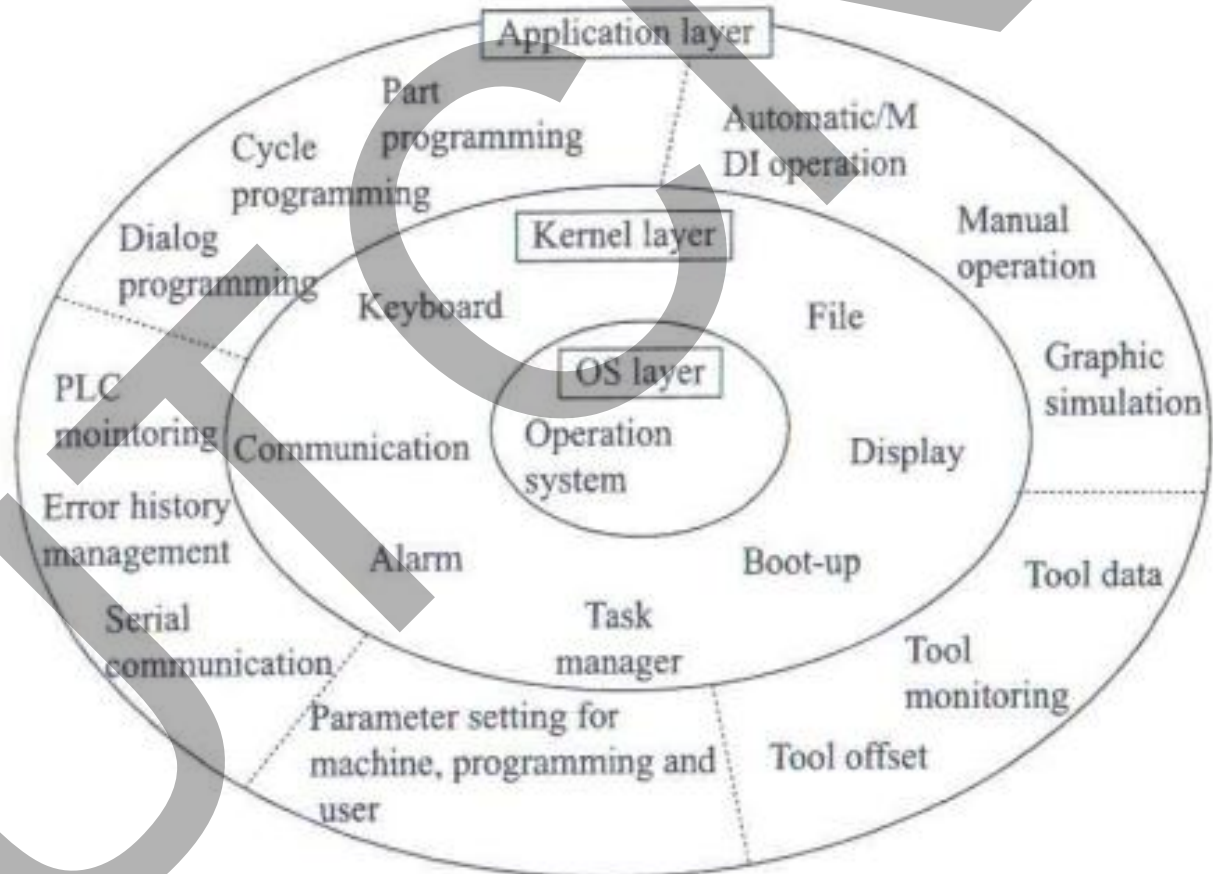 Application layer
Part
programming
Cycle
programming
Dialog
programming
Automatic/M
DI operation
Manual
operation
Graphic
simulation
Kernel layer
Keyboard
File
OS layer
Operation
system
Communication
Display
Alarm
Boot-up
Task
manager
PLC
mointoring
Error history
management
Serial
communication
Parameter setting for
machine, programming and
user
Tool data
Tool
monitoring
Tool offset